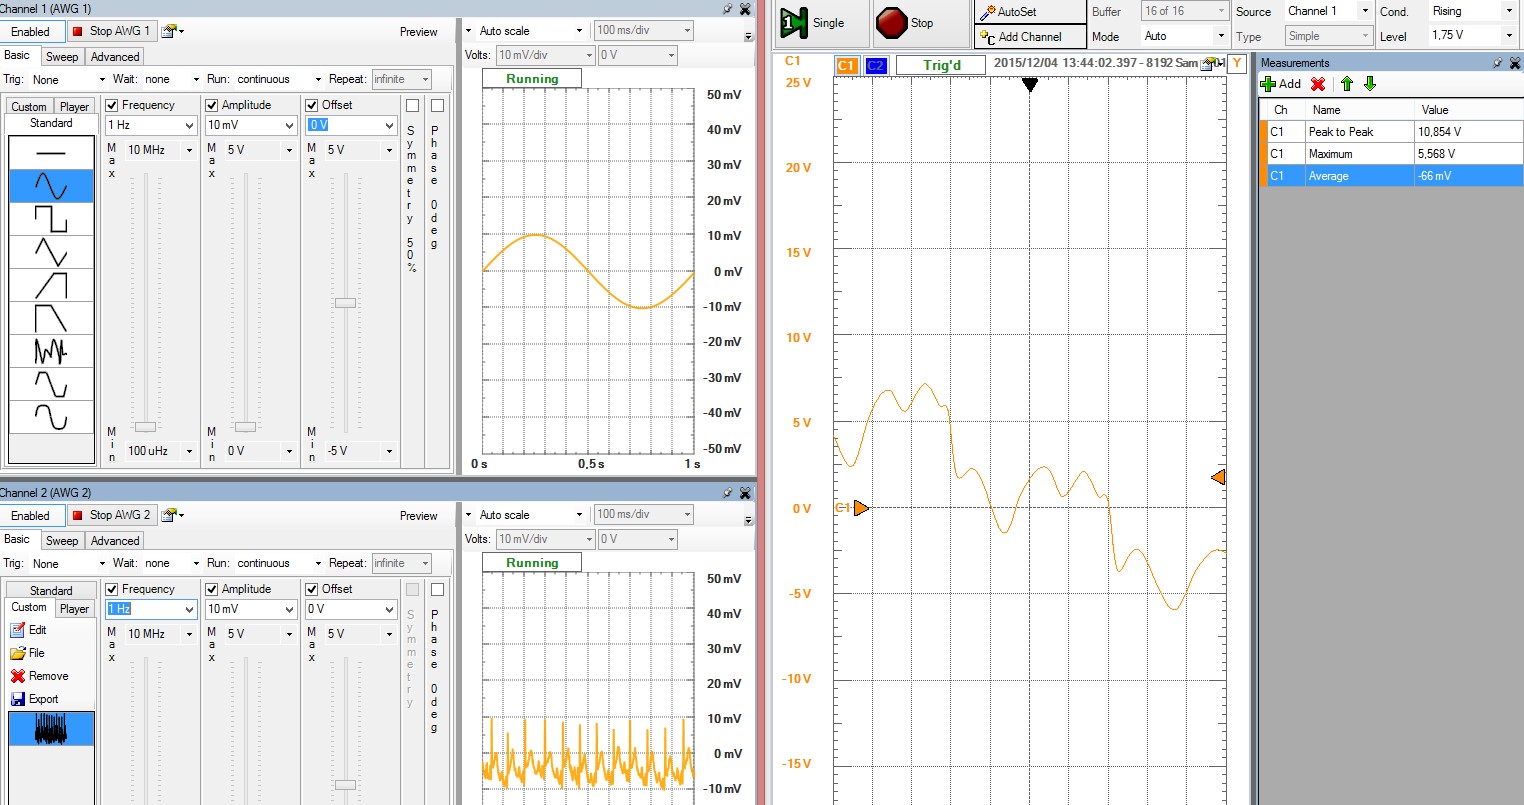 Channel 1 (AWG 1)
Enabled Stop AWG 1 Preview
Basic Sweep Advanced
Trig: None Wait: none Run: continuous Repeat: infinite
Custom Player
Standard
Frequency
1 Hz
Max 10 MHz
Min 100 uHz
Amplitude
10 mV
Max 5 V
Min 0 V
Offset
0 V
Max 5 V
Min -5 V
Symmetry 50%
Phase 0deg
Auto scale 100 ms/div
Volts: 10 mV/div 0 V
Running
50 mV
40 mV
30 mV
20 mV
10 mV
0 mV
-10 mV
-20 mV
-30 mV
-40 mV
-50 mV
0 s 0,5s 1 s
Channel 2 (AWG 2)
Enabled Stop AWG 2 Preview
Basic Sweep Advanced
Trig: None Wait: none Run: continuous Repeat: infinite
Standard
Custom Player
Edit
File
Remove
Export
Frequency
1 Hz
Max 10 MHz
Amplitude
10 mV
Max 5 V
Offset
0 V
Max 5 V
Symmetry
Phase 0deg
Auto scale 100 ms/div
Volts: 10 mV/div 0 V
Running
50 mV
40 mV
30 mV
20 mV
10 mV
0 mV
-10 mV
Single Stop
AutoSet
Add Channel
Buffer 16 of 16
Mode Auto
Source Channel 1
Type Simple
Cond. Rising
Level 1,75 V
C1 C1 C2 Trig'd 2015/12/04 13:44:02.397 - 8192 Sam Y
25 V
20 V
15 V
10 V
5 V
C1 0 V
-5 V
-10 V
-15 V
Measurements
Add
Ch Name Value
C1 Peak to Peak 10,854 V
C1 Maximum 5,568 V
C1 Average -66 mV